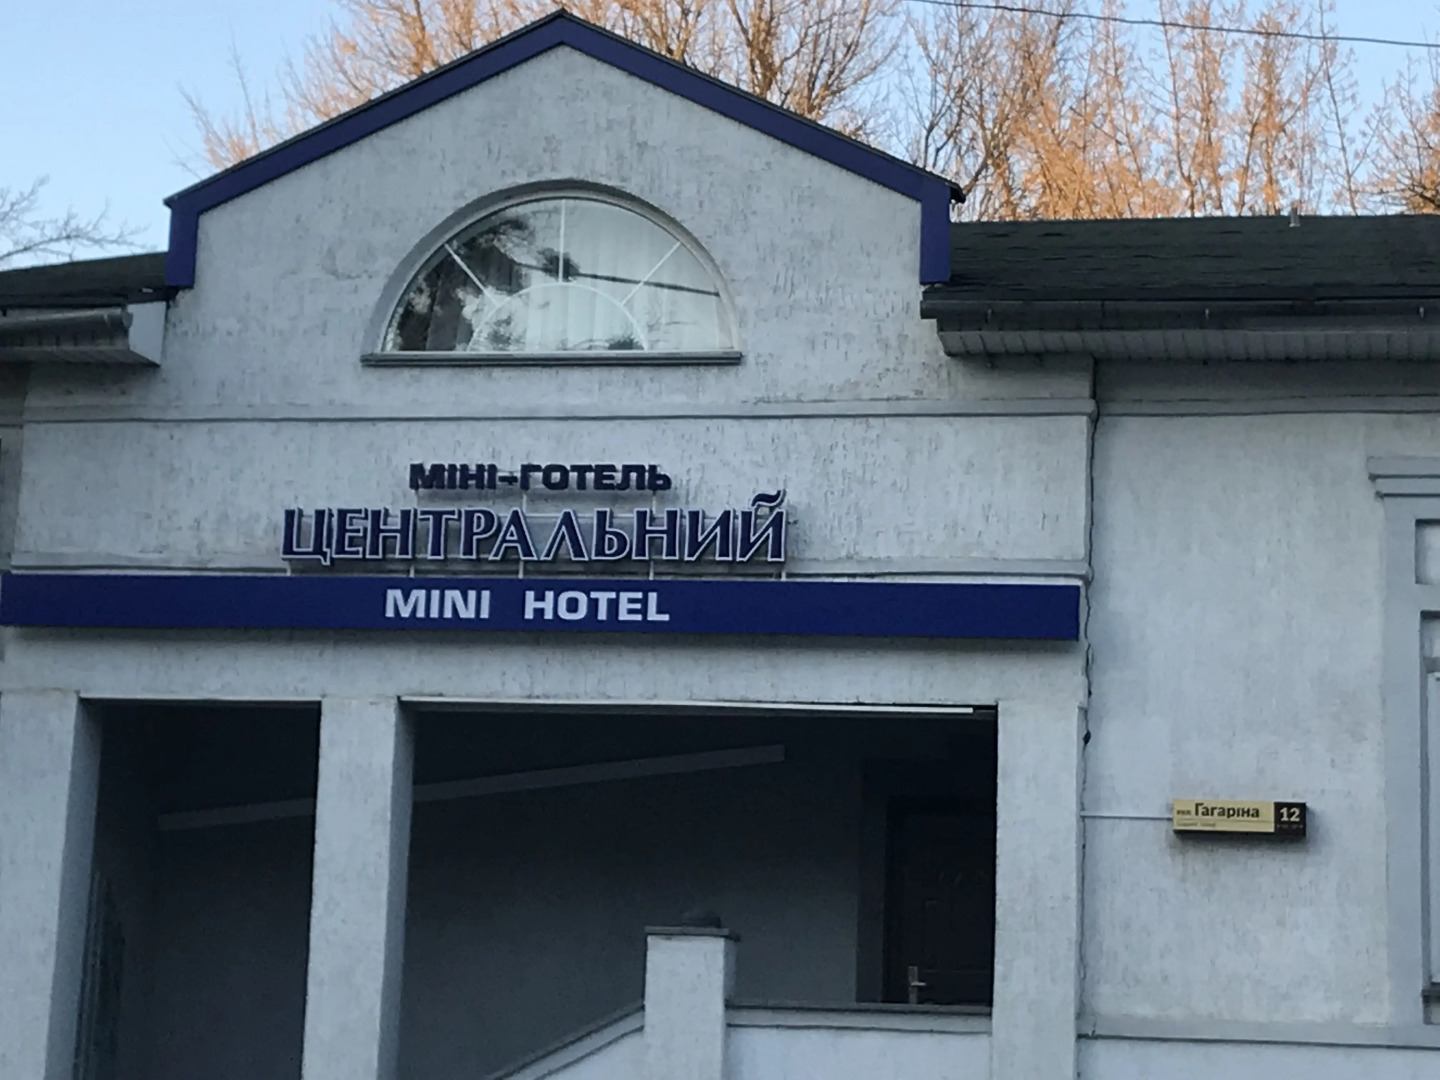 МІНІ-ГОТЕЛЬ
ЦЕНТРАЛЬНИЙ
MINI HOTEL
Гагаріна 12